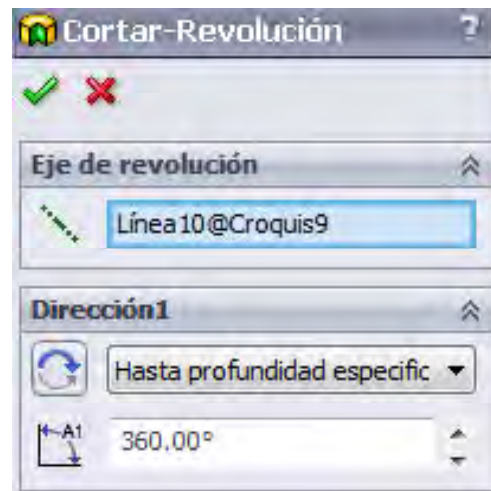 Cortar-Revolución ?
Eje de revolución
Línea10@Croquis9
Dirección1
Hasta profundidad especific
A1 360.00°